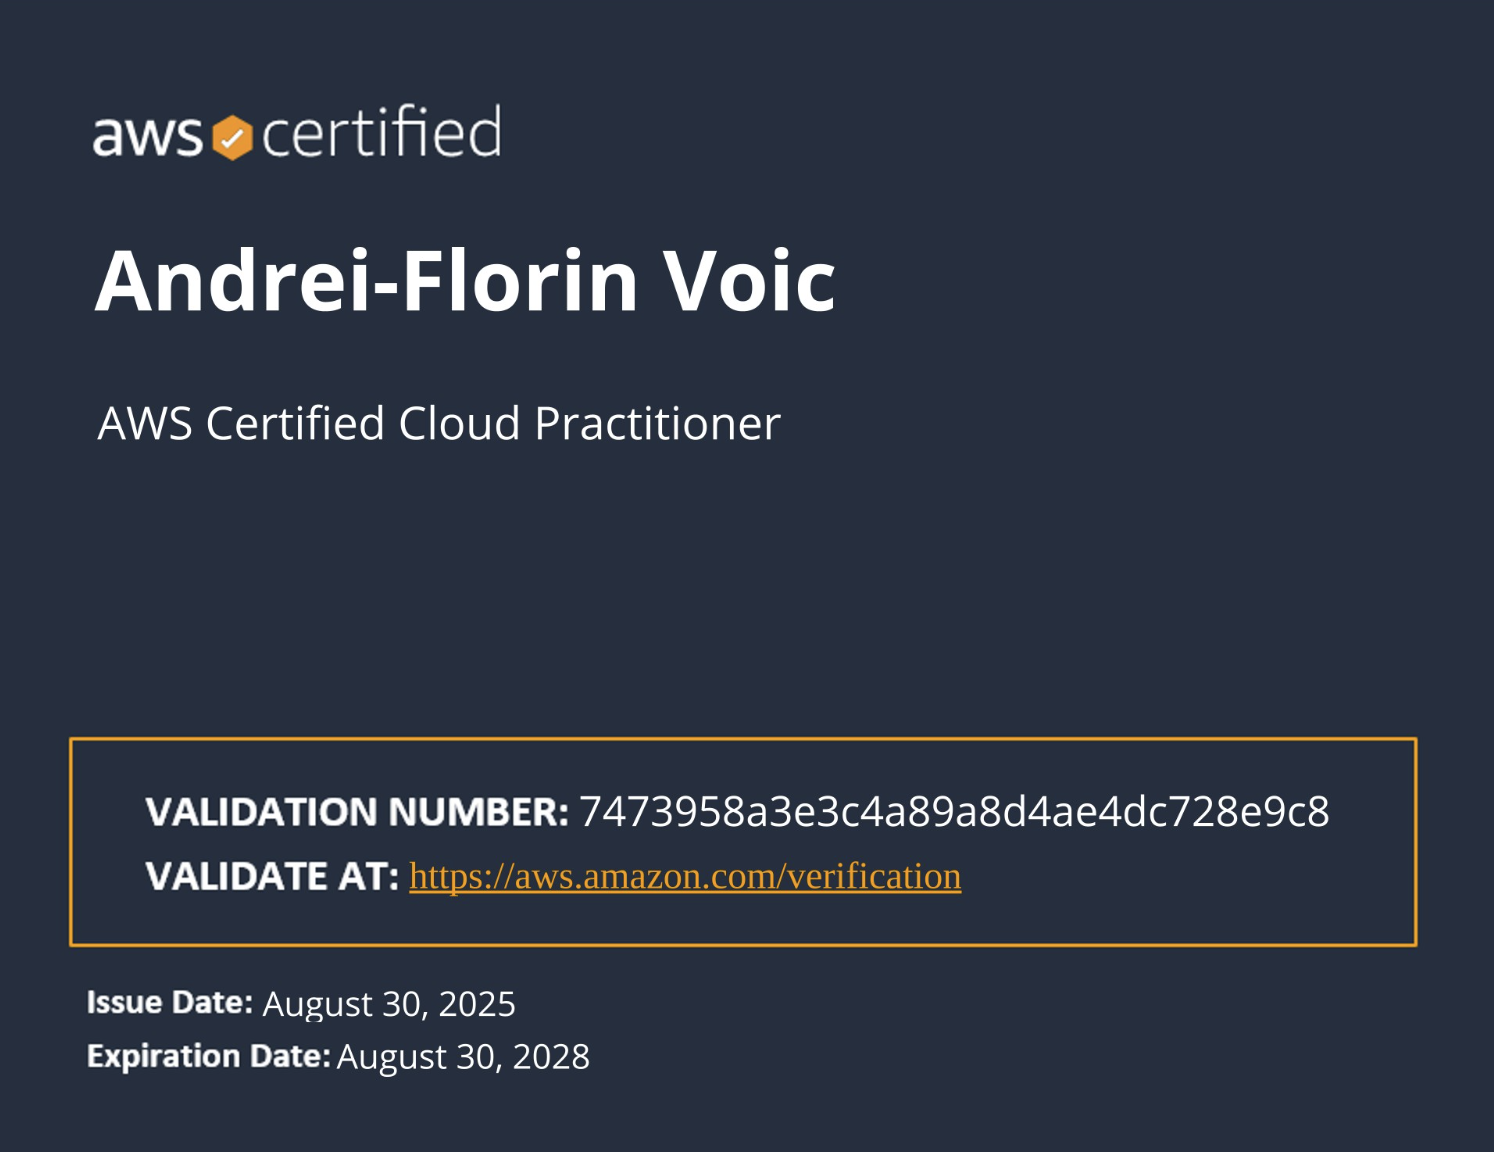 aws certified
Andrei-Florin Voic
AWS Certified Cloud Practitioner
VALIDATION NUMBER: 7473958a3e3c4a89a8d4ae4dc728e9c8
VALIDATE AT: https://aws.amazon.com/verification
Issue Date: August 30, 2025
Expiration Date: August 30, 2028